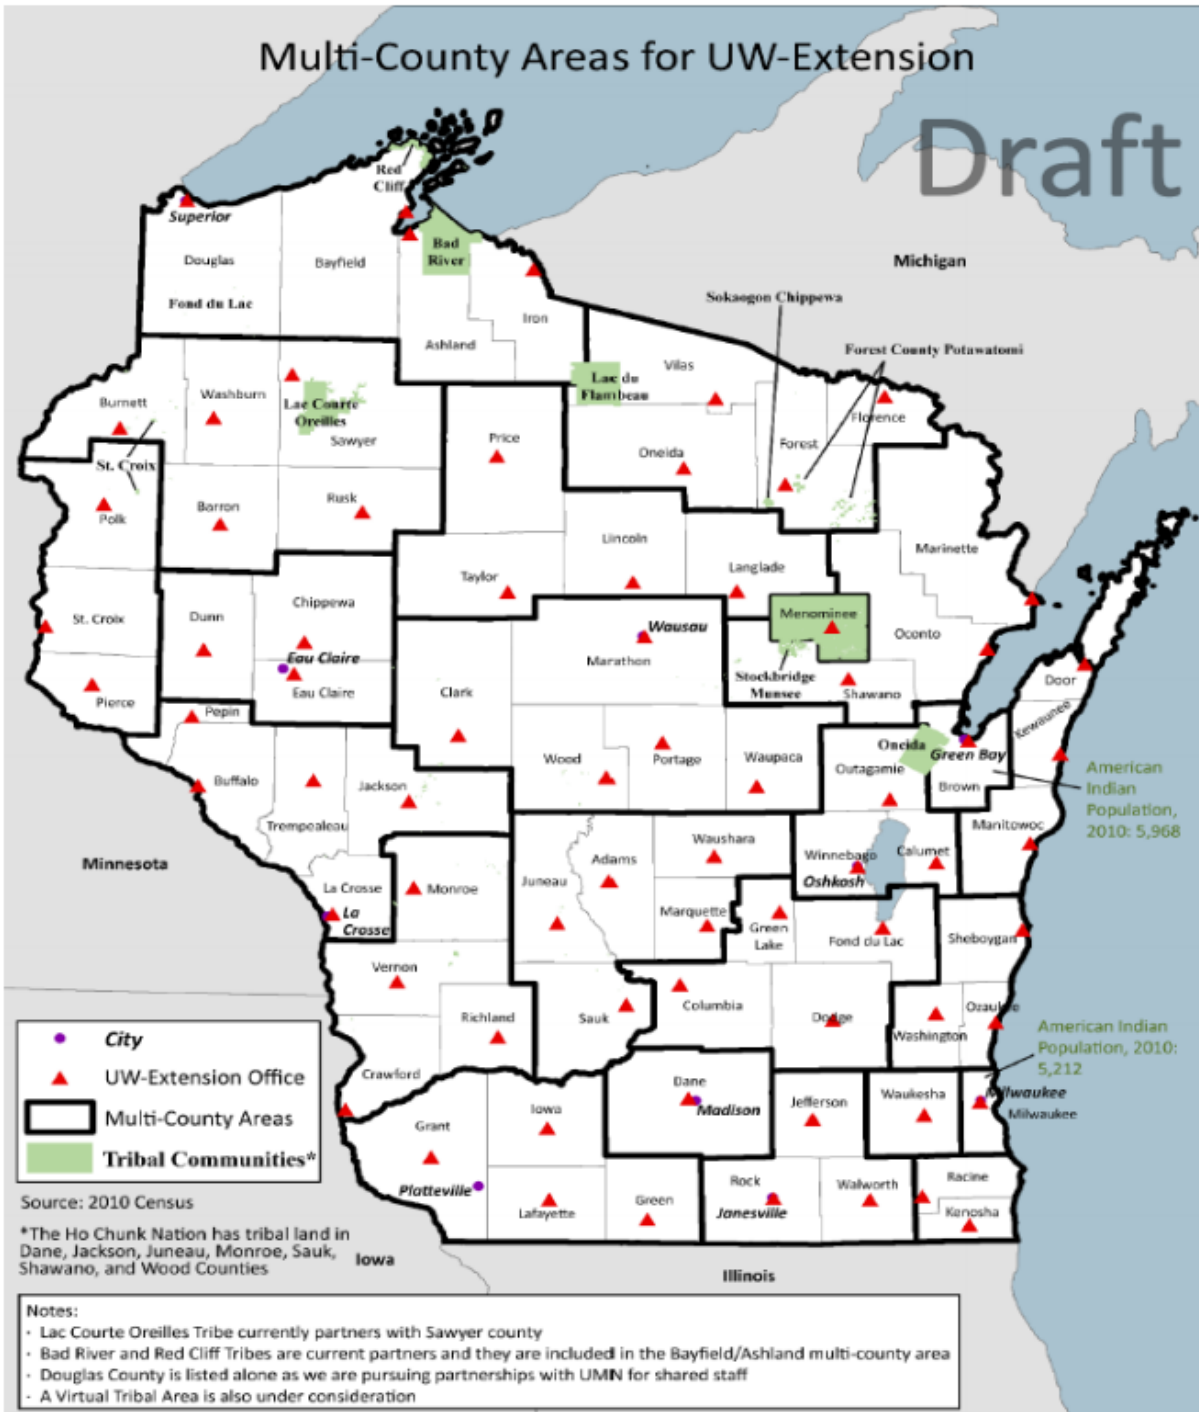 Multi-County Areas for UW-Extension
Draft
Red
Cliff
Superior
Bad
River
Douglas
Bayfield
Michigan
Fond du Lac
Sokaogon Chippewa
Iron
Ashland
Forest County Potawatomi
Vilas
Lac du
Flambeau
Washburn
Burnett
Lac Courte
Oreilles
Sawyer
Florence
Price
Forest
Oneida
St. Croix
Polk
Barron
Rusk
Lincoln
Marinette
Langlade
Taylor
Chippewa
Dunn
St. Croix
Menominee
Wausau
Oconto
Eau Claire
Marathon
Stockbridge
Munsee
Eau Claire
Clark
Shawano
Door
Pierce
Pepin
Kewaunee
Oneida
Green Bay
Wood
Portage
Waupaca
Outagamie
Buffalo
Jackson
Brown
American
Indian
Population,
2010: 5,968
Trempealeau
Manitowoc
Waushara
Minnesota
Adams
Winnebago
Calumet
Oshkosh
Juneau
La Crosse
Monroe
La
Crosse
Marquette
Green
Lake
Fond du Lac
Sheboygan
Vernon
Columbia
Sauk
Richland
Dodge
Ozaukee
Washington
American Indian
Population, 2010:
5,212
City
UW-Extension Office
Multi-County Areas
Tribal Communities*
Crawford
Dane
Madison
Iowa
Jefferson
Waukesha
Milwaukee
Milwaukee
Grant
Platteville
Rock
Walworth
Racine
Janesville
Green
Lafayette
Kenosha
Source: 2010 Census
*The Ho Chunk Nation has tribal land in
Dane, Jackson, Juneau, Monroe, Sauk,
Shawano, and Wood Counties
Iowa
Illinois
Notes:
· Lac Courte Oreilles Tribe currently partners with Sawyer county
· Bad River and Red Cliff Tribes are current partners and they are included in the Bayfield/Ashland multi-county area
· Douglas County is listed alone as we are pursuing partnerships with UMIN for shared staff
· A Virtual Tribal Area is also under consideration